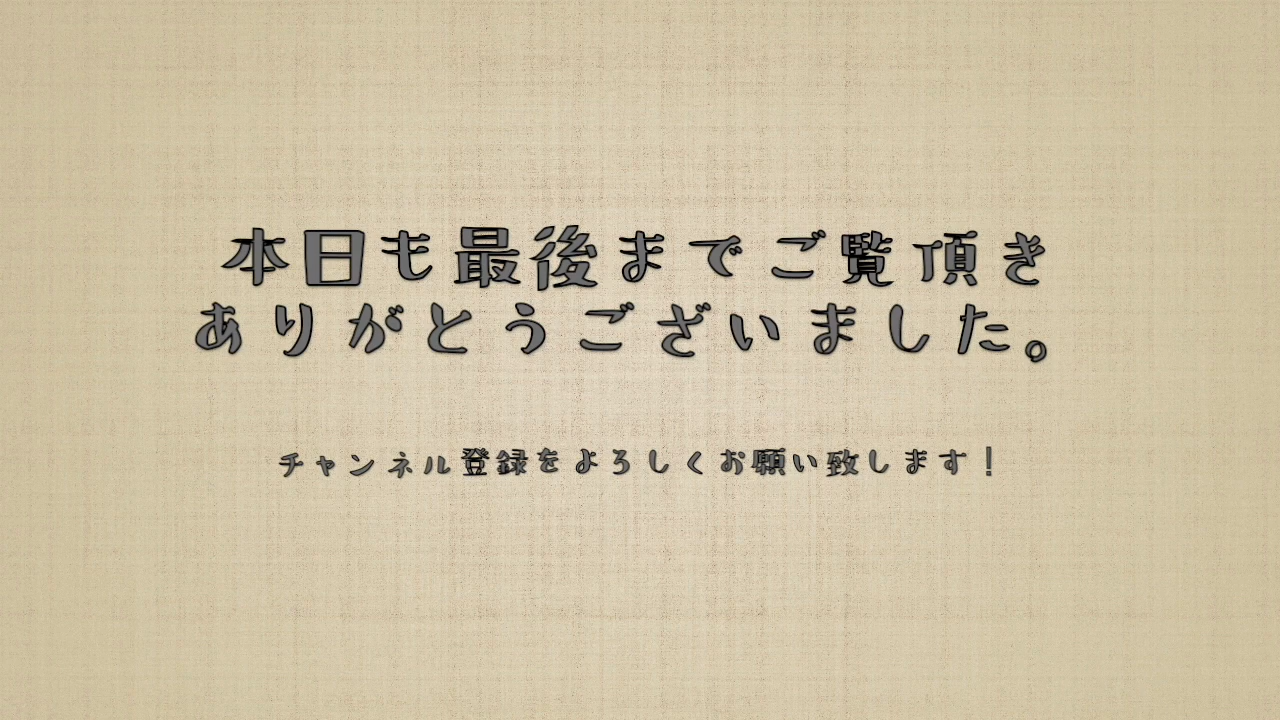 本日も最後までご覧頂き
ありがとうございました。
チャンネル登録をよろしくお願い致します！